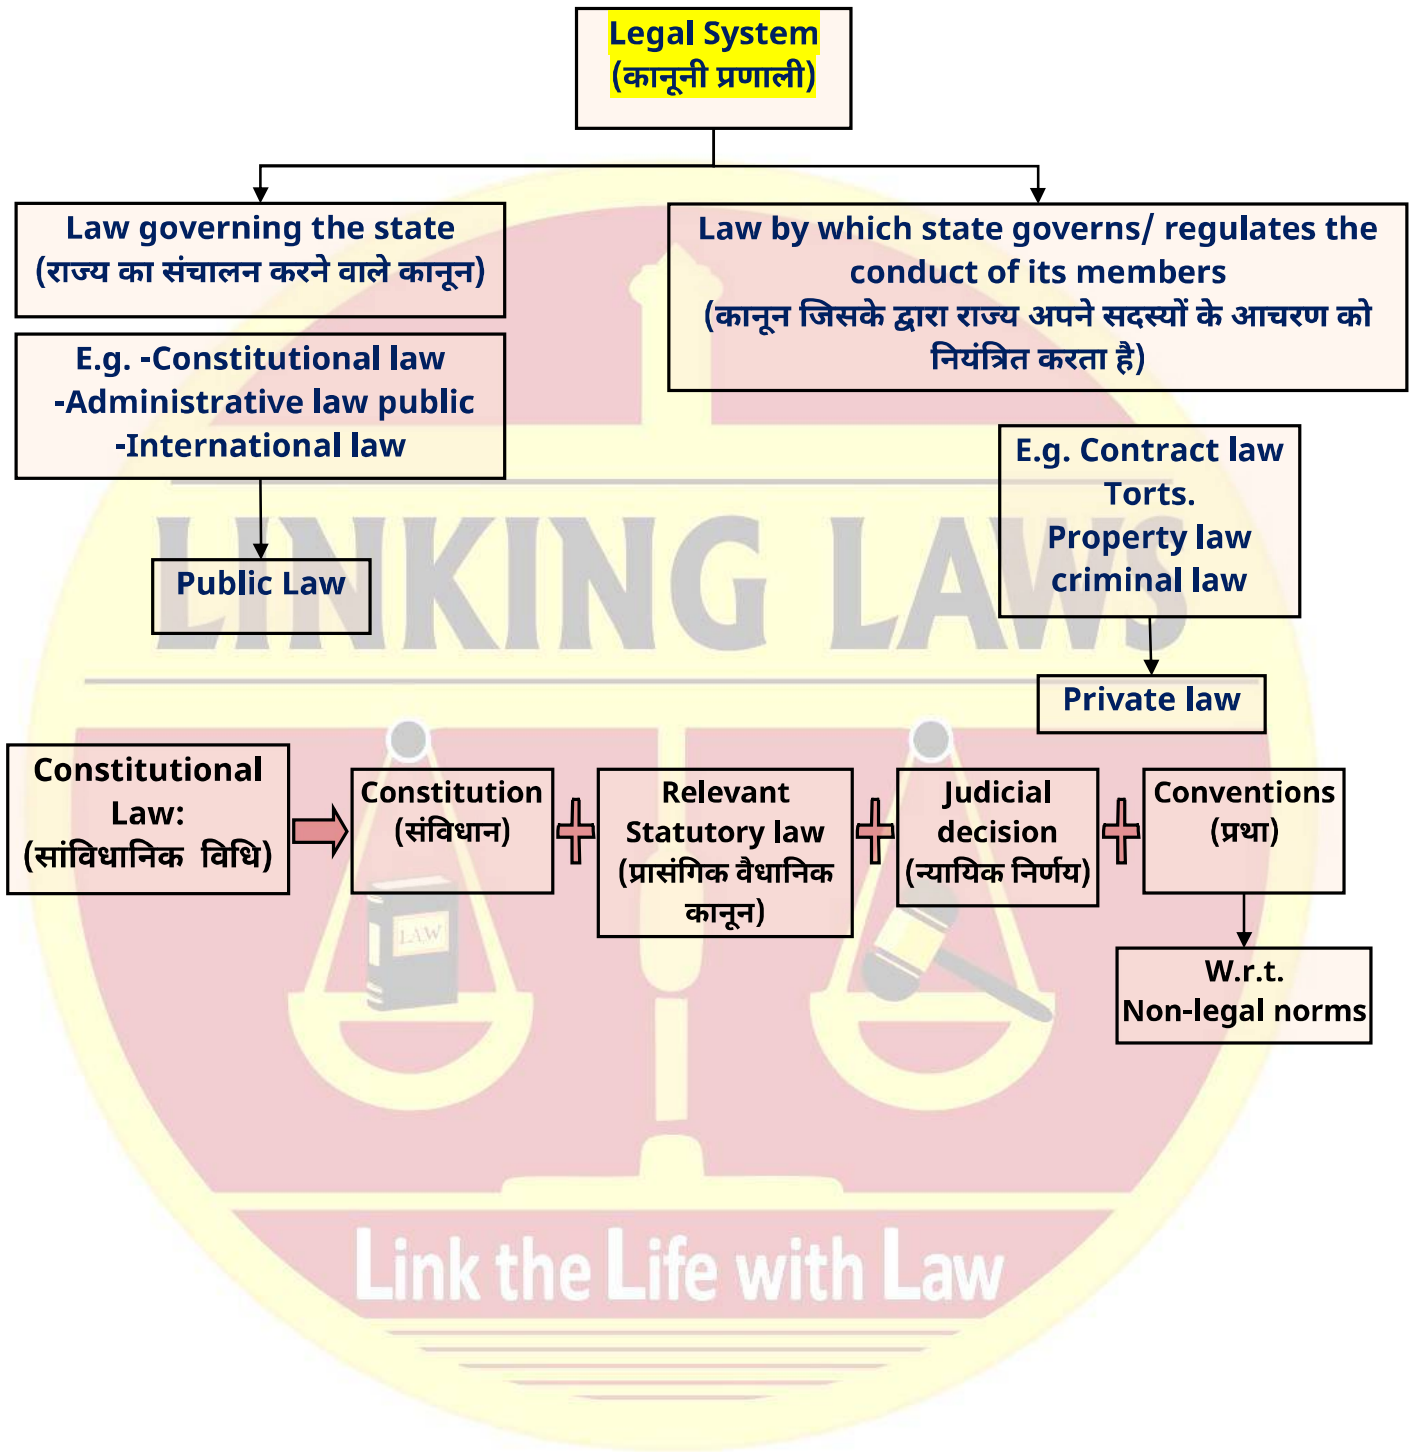 Legal System
(कानूनी प्रणाली)
Law governing the state
(राज्य का संचालन करने वाले कानून)
Law by which state governs/ regulates the
conduct of its members
(कानून जिसके द्वारा राज्य अपने सदस्यों के आचरण को
नियंत्रित करता है)
E.g. -Constitutional law
-Administrative law public
-International law
E.g. Contract law
Torts.
Property law
criminal law
LINKING LAWS
Public Law
Private law
Constitutional
Law:
(सांविधानिक विधि)
Constitution
(संविधान)
Relevant
Statutory law
(प्रासंगिक वैधानिक
कानून)
Judicial
decision
(न्यायिक निर्णय)
Conventions
(प्रथा)
LAW
W.r.t.
Non-legal norms
Link the Life with Law